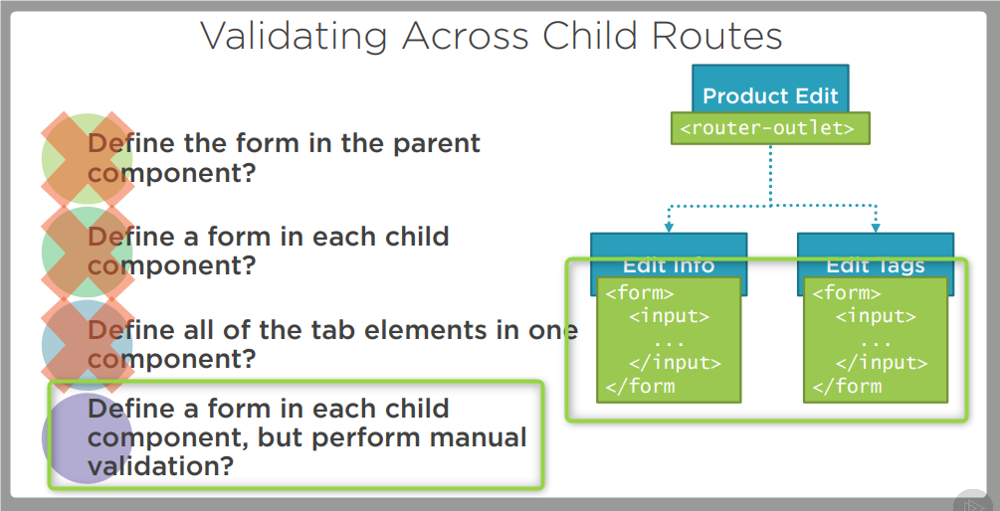 Validating Across Child Routes
Define the form in the parent
component?
Define a form in each child
component?
Define all of the tab elements in one
component?
Define a form in each child
component, but perform manual
validation?
Product Edit
<router-outlet>
Edit Info
<form>
<input>
...
</input>
</form
Edit Tags
<form>
<input>
...
</input>
</form